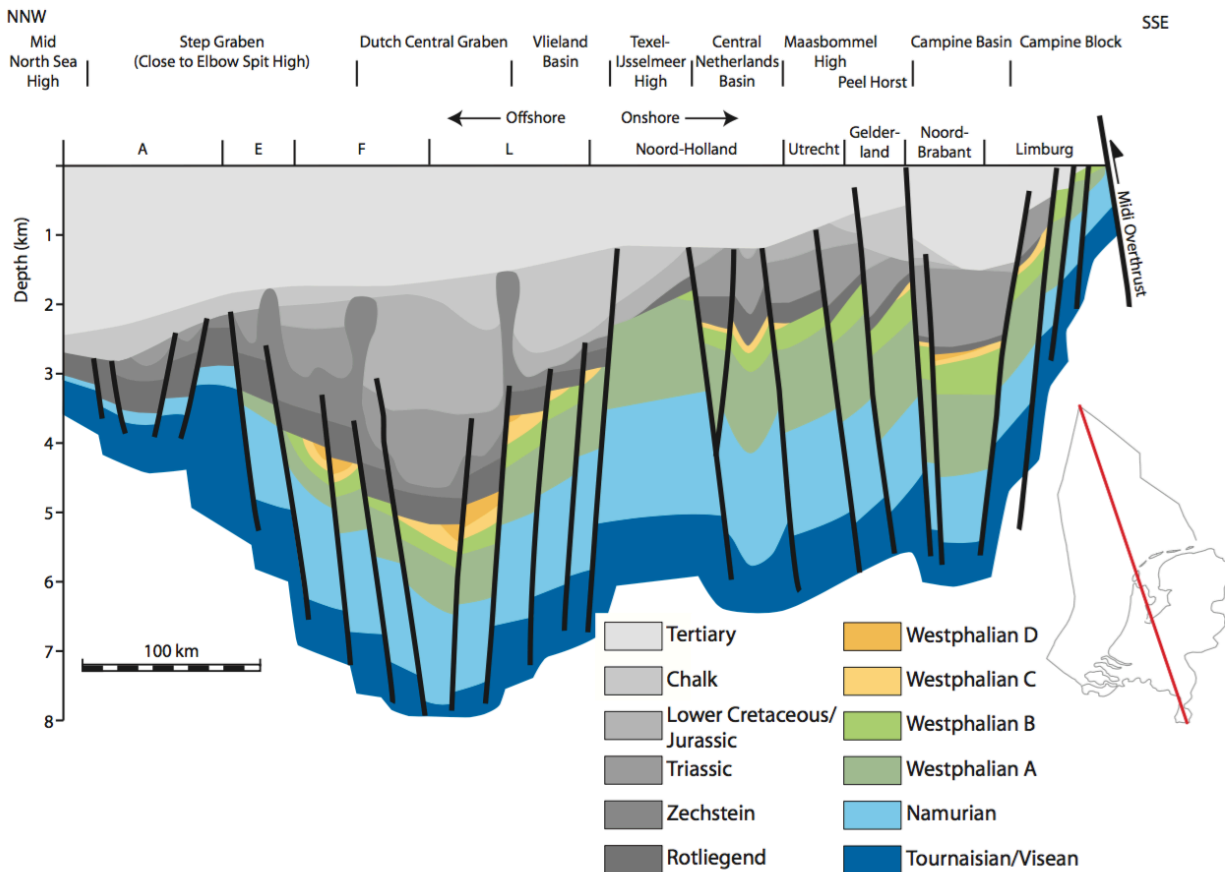 NNW
SSE
Mid
North Sea
High
Step Graben
(Close to Elbow Spit High)
Dutch Central Graben
Vlieland
Basin
Texel-
IJsselmeer
High
Central
Netherlands
Basin
Maasbommel
High
Peel Horst
Campine Basin
Campine Block
Offshore
Onshore
A
E
F
L
Noord-Holland
Utrecht
Gelder-
land
Noord-
Brabant
Limburg
Midi Overthrust
Depth (km)
1
2
3
4
5
6
7
8
100 km
Tertiary
Chalk
Lower Cretaceous/
Jurassic
Triassic
Zechstein
Rotliegend
Westphalian D
Westphalian C
Westphalian B
Westphalian A
Namurian
Tournaisian/Visean